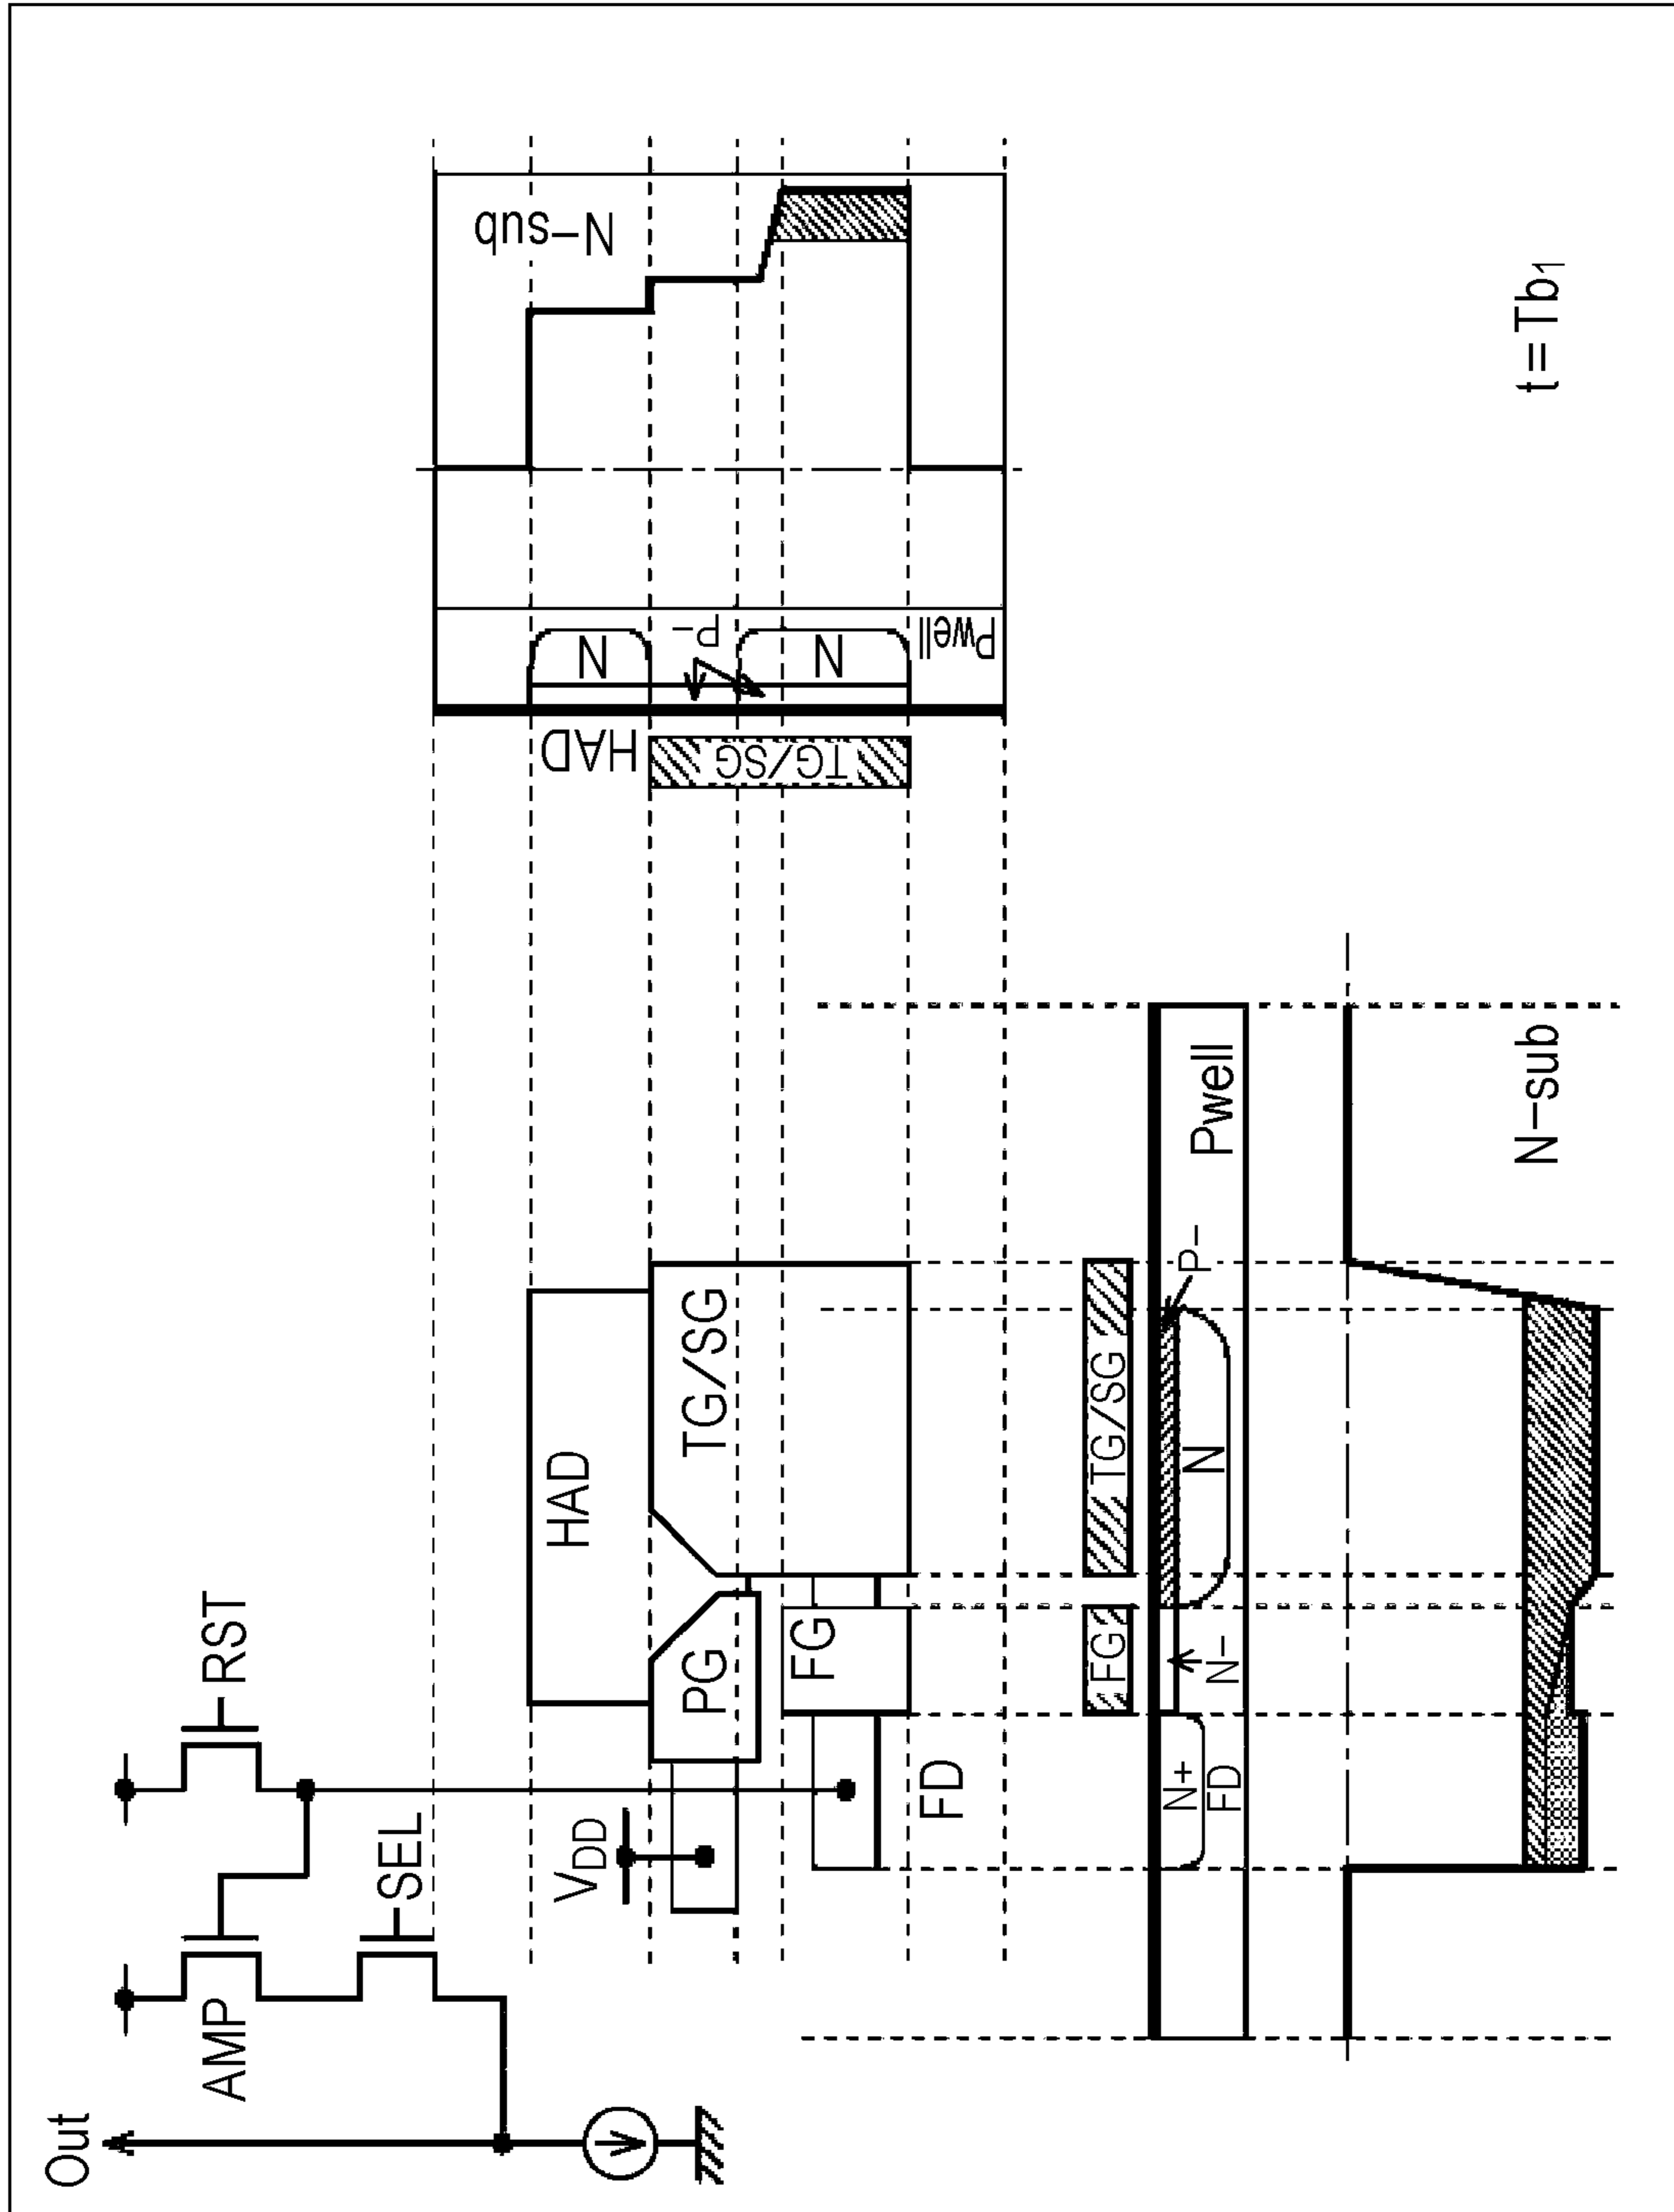 Out
AMP
SEL
RST
VDD
HAD
PG
TG/SG
FG
FD
HAD
TG/SG
N
P-
N
Pwell
N-sub
FG
TG/SG
N+
FD
N-
N
P-
Pwell
N-sub
t=Tb1